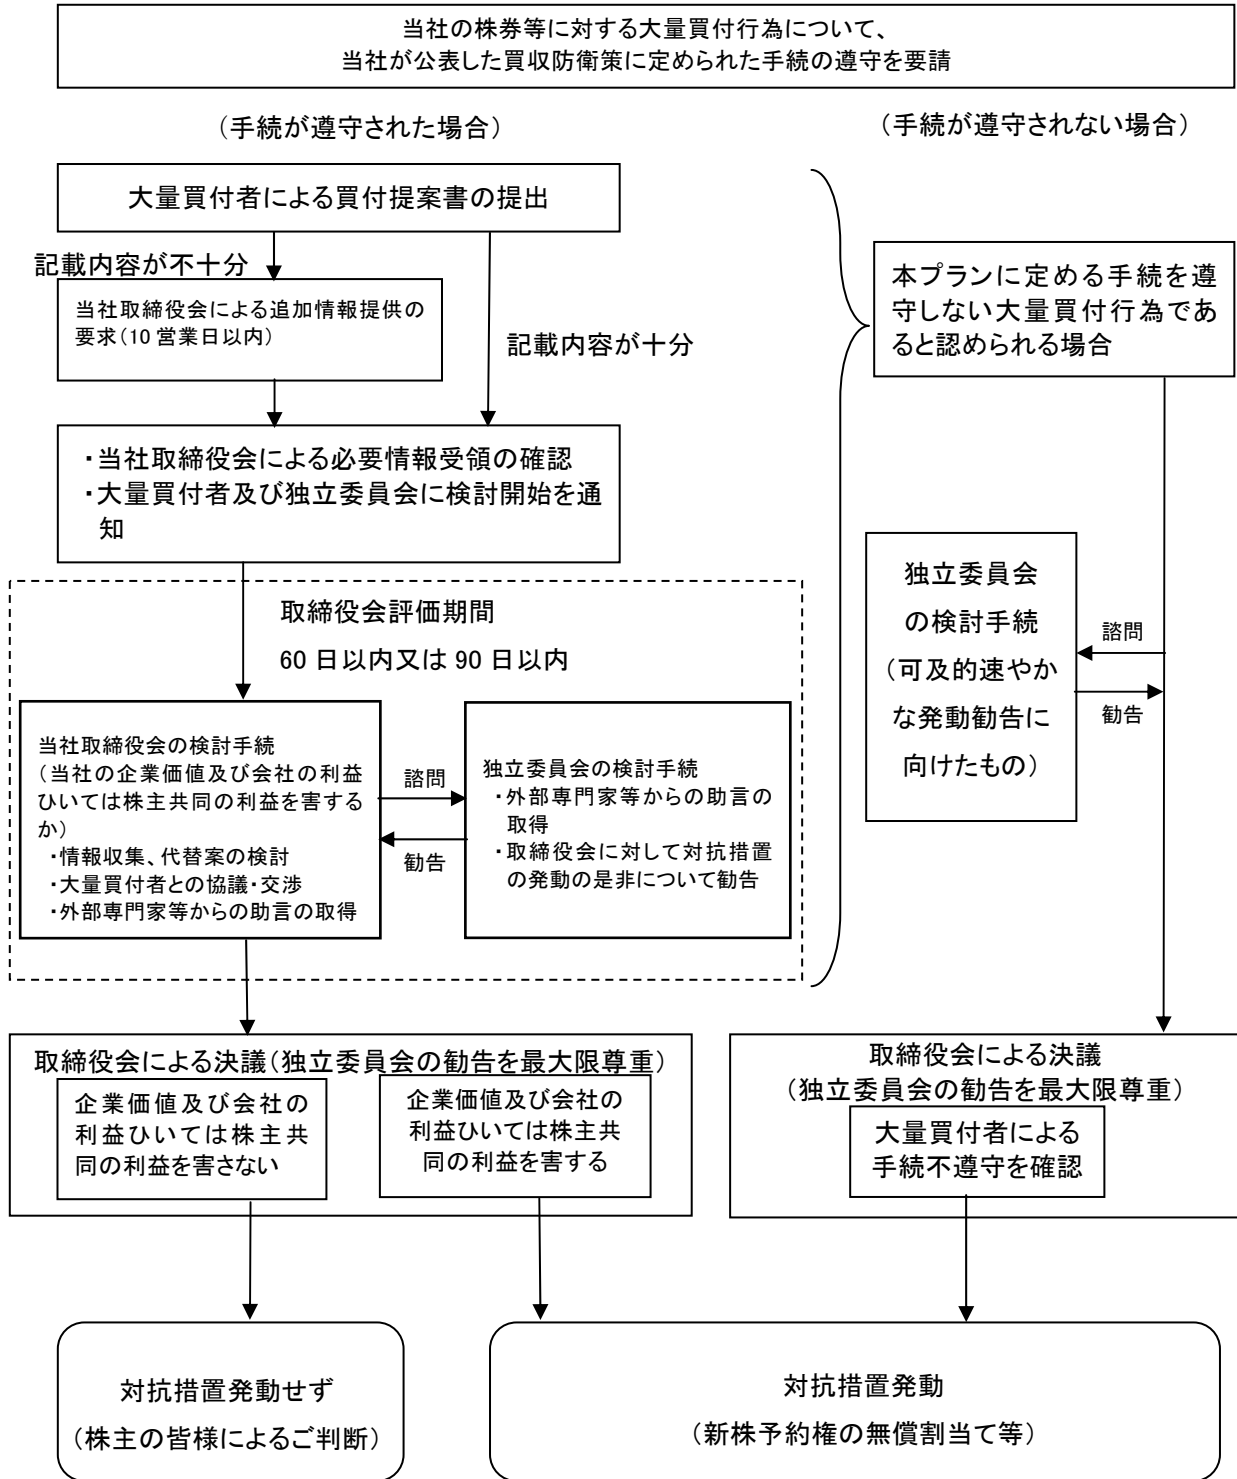 当社の株券等に対する大量買付行為について、
当社が公表した買収防衛策に定められた手続の遵守を要請
（手続が遵守された場合）
（手続が遵守されない場合）
大量買付者による買付提案書の提出
記載内容が不十分
当社取締役会による追加情報提供の
要求（10 営業日以内）
記載内容が十分
本プランに定める手続を遵
守しない大量買付行為であ
ると認められる場合
・当社取締役会による必要情報受領の確認
・大量買付者及び独立委員会に検討開始を通
知
取締役会評価期間
60 日以内又は 90 日以内
当社取締役会の検討手続
（当社の企業価値及び会社の利益
ひいては株主共同の利益を害する
か）
・情報収集、代替案の検討
・大量買付者との協議・交渉
・外部専門家等からの助言の取得
諮問
勧告
独立委員会の検討手続
・外部専門家等からの助言の
取得
・取締役会に対して対抗措置
の発動の是非について勧告
独立委員会
の検討手続
（可及的速やか
な発動勧告に
向けたもの）
諮問
勧告
取締役会による決議（独立委員会の勧告を最大限尊重）
企業価値及び会社の
利益ひいては株主共
同の利益を害さない
企業価値及び会社の
利益ひいては株主共
同の利益を害する
取締役会による決議
（独立委員会の勧告を最大限尊重）
大量買付者による
手続不遵守を確認
対抗措置発動せず
（株主の皆様によるご判断）
対抗措置発動
（新株予約権の無償割当て等）